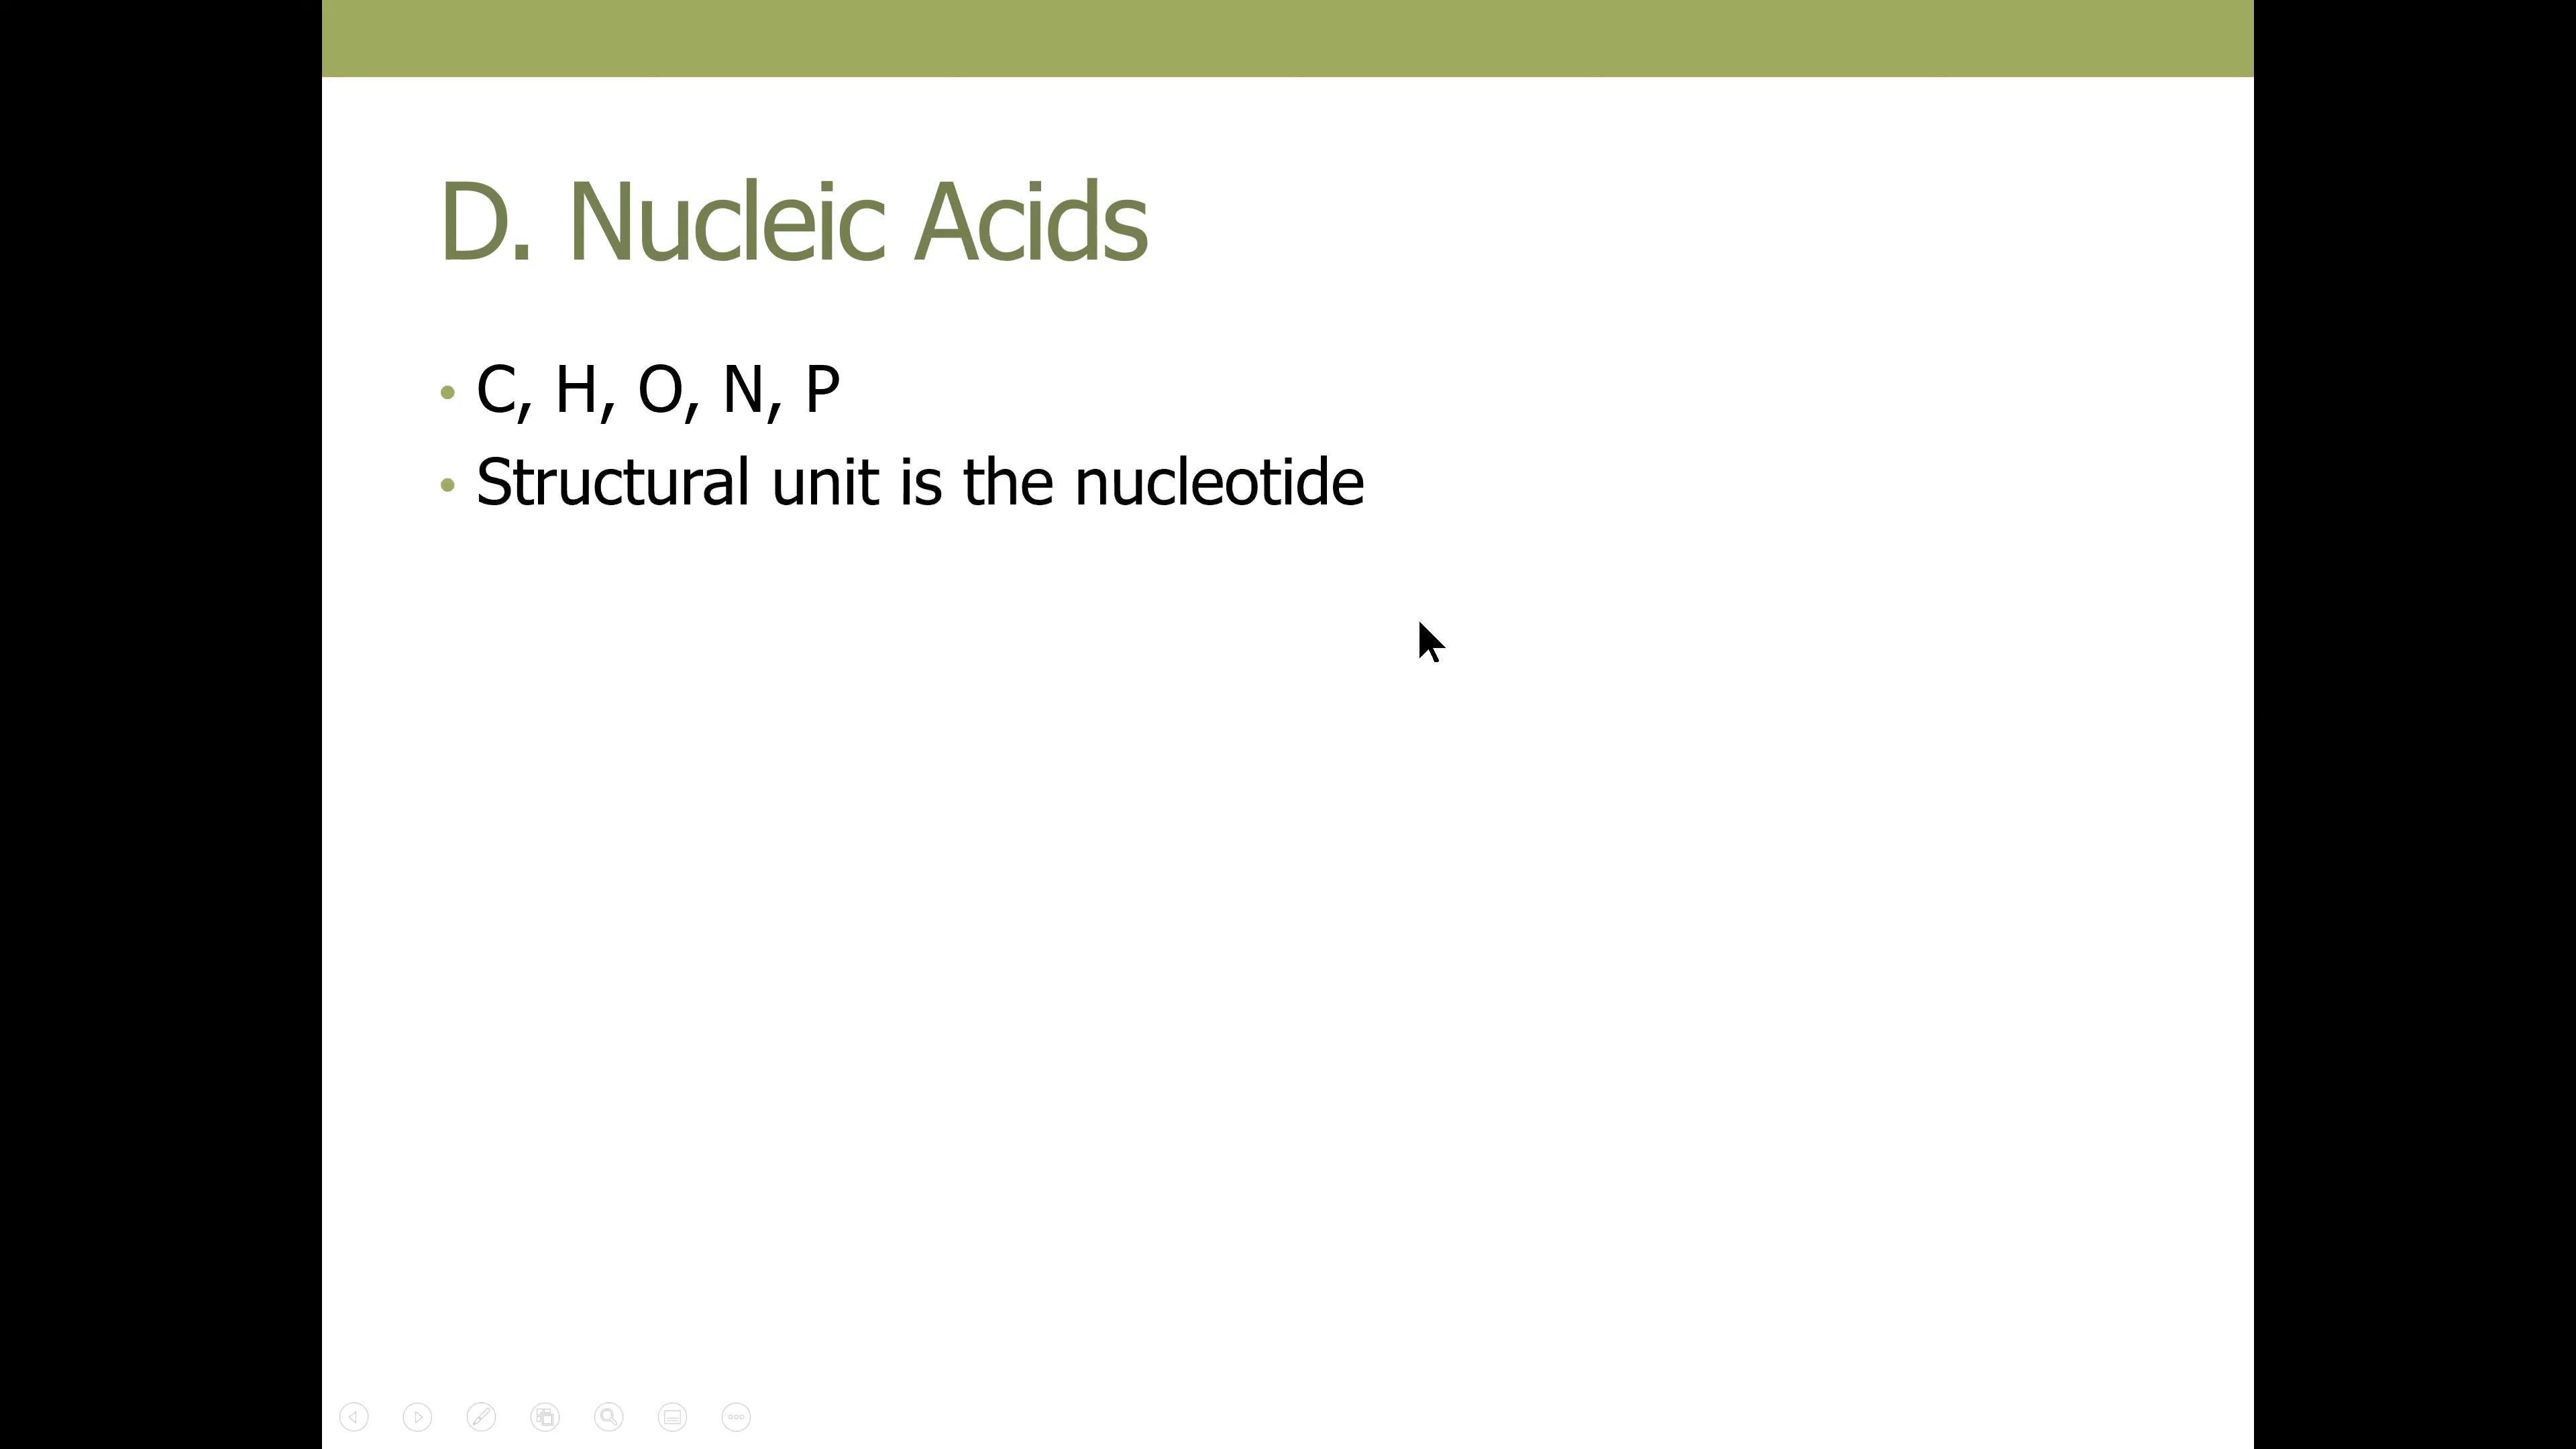 D. Nucleic Acids
• C, H, O, N, P
• Structural unit is the nucleotide